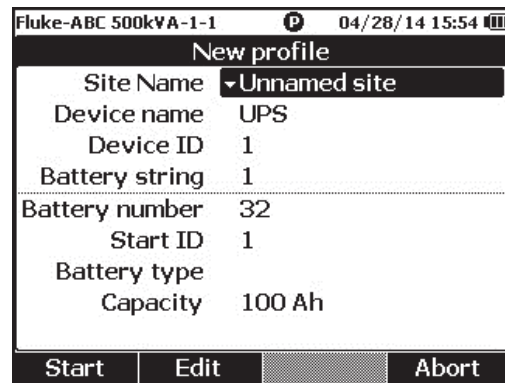 Fluke-ABC 500kVA-1-1 P 04/28/14 15:54
New profile
Site Name Unnamed site
Device name UPS
Device ID 1
Battery string 1
Battery number 32
Start ID 1
Battery type
Capacity 100 Ah
Start Edit Abort